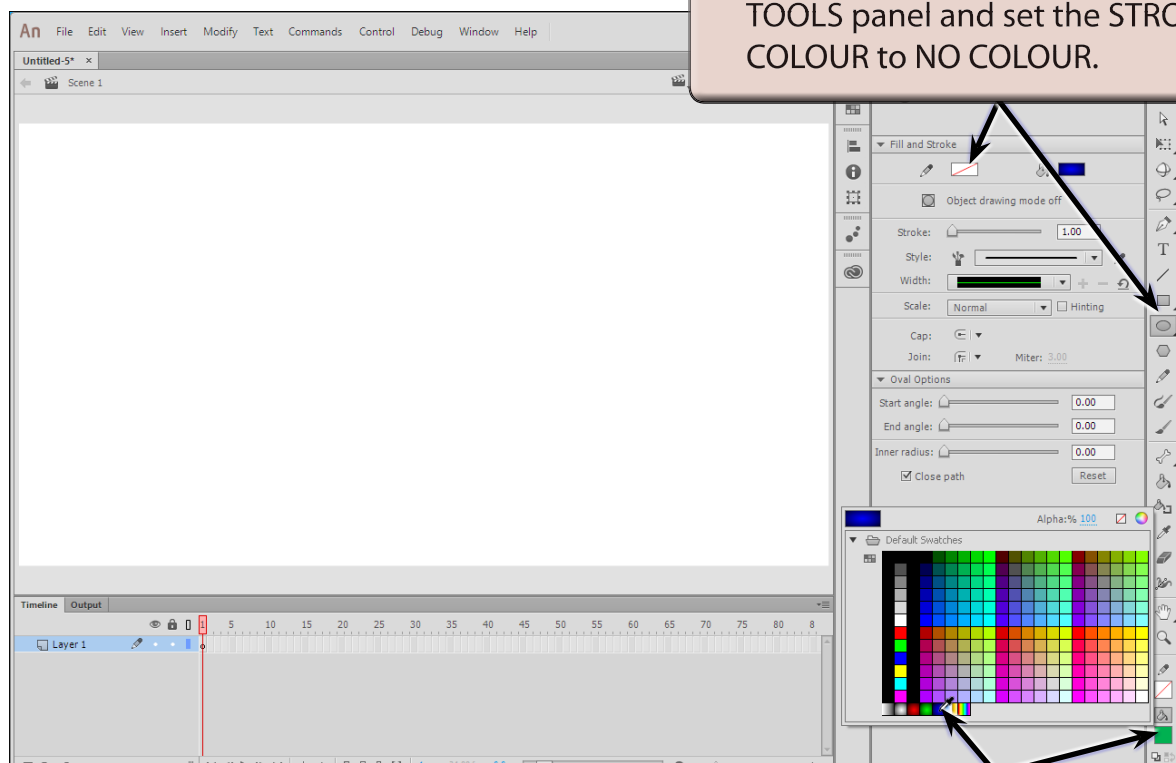 TOOLS panel and set the STRO
COLOUR to NO COLOUR.
An File Edit View Insert Modify Text Commands Control Debug Window Help
Untitled-5* ×
Scene 1
Fill and Stroke
Object drawing mode off
Stroke: 1.00
Style:
Width:
Scale: Normal Hinting
Cap:
Join: Miter: 3.00
Oval Options
Start angle: 0.00
End angle: 0.00
Inner radius: 0.00
Close path Reset
Alpha:% 100
Default Swatches
Timeline Output
1 5 10 15 20 25 30 35 40 45 50 55 60 65 70 75 80 8
Layer 1
T